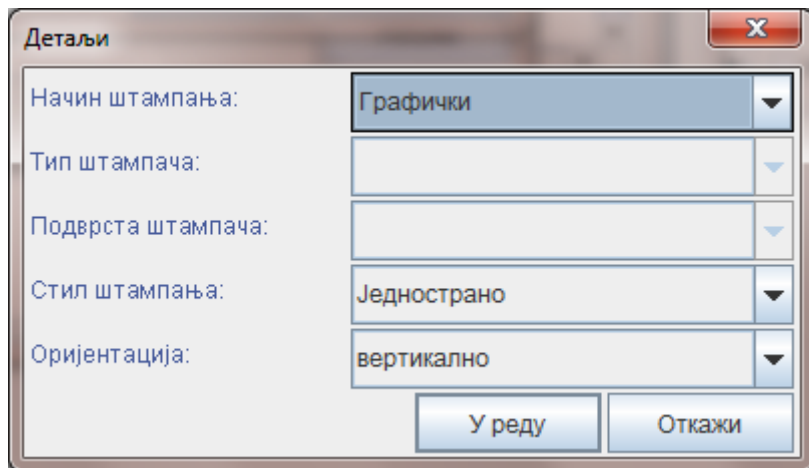 Детаљи
Начин штампања: Графички
Тип штампача:
Подврста штампача:
Стил штампања: Једнострано
Оријентација: вертикално
У реду Откажи